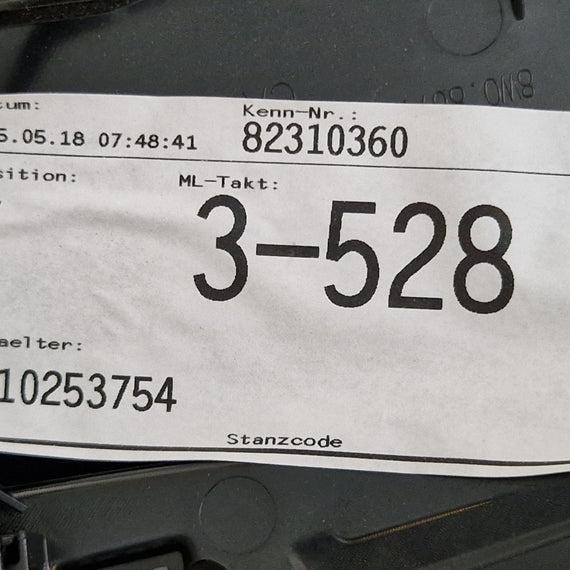 tum:
Kenn-Nr.:
5.05.18 07:48:41
82310360
sition:
ML-Takt:
3-528
aelter:
10253754
Stanzcode